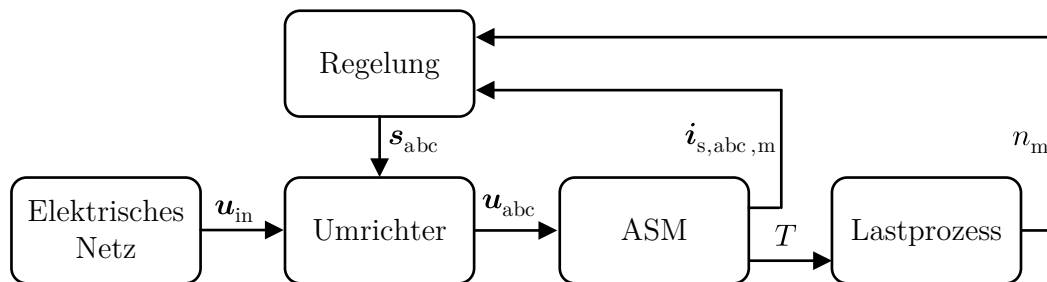 Regelung
s_abc
i_s,abc,m
n_m
Elektrisches
Netz
u_in
Umrichter
u_abc
ASM
T
Lastprozess